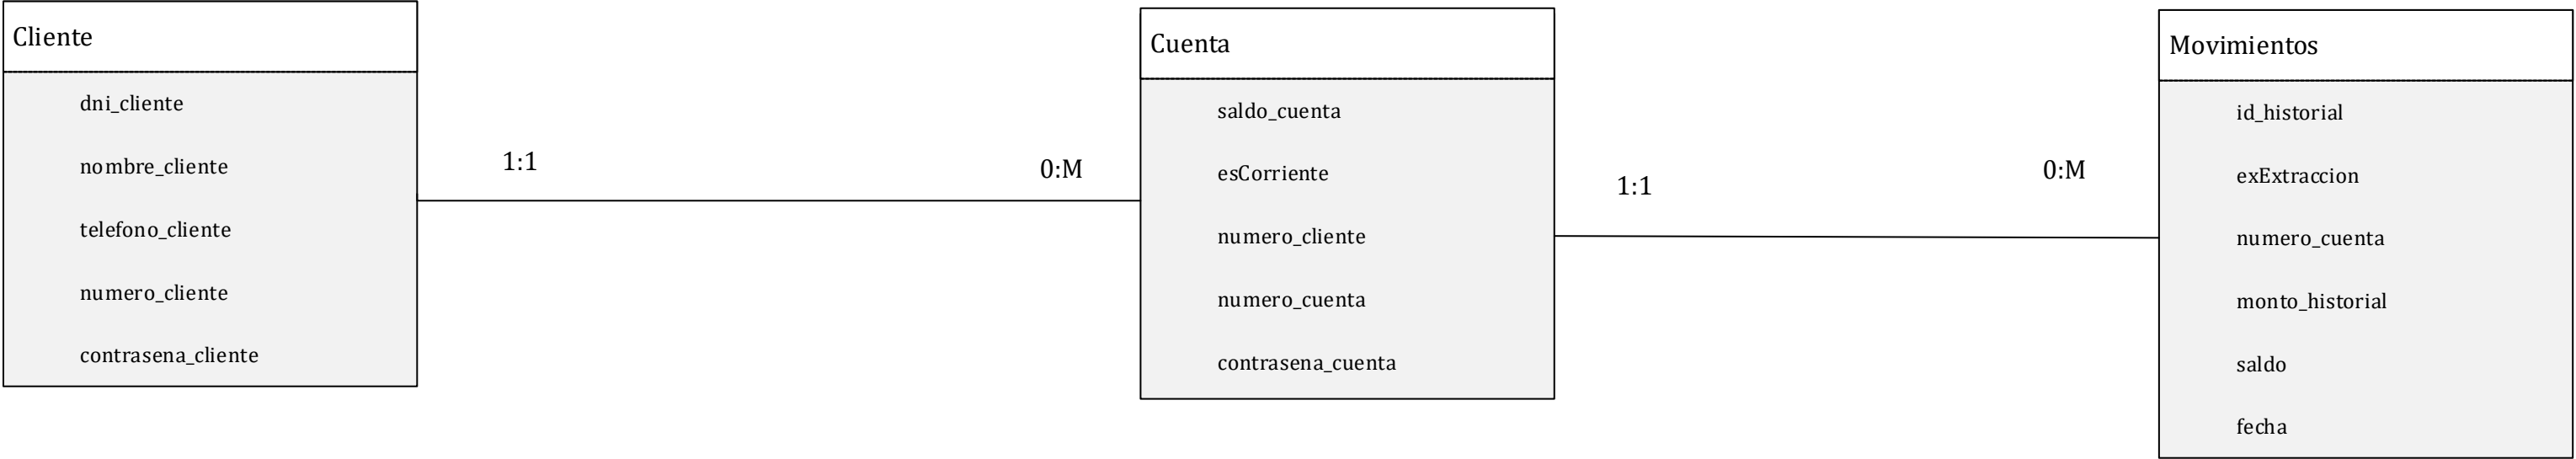 Cliente
dni_cliente
nombre_cliente
telefono_cliente
numero_cliente
contrasena_cliente
1:1
0:M
Cuenta
saldo_cuenta
esCorriente
numero_cliente
numero_cuenta
contrasena_cuenta
1:1
0:M
Movimientos
id_historial
exExtraccion
numero_cuenta
monto_historial
saldo
fecha